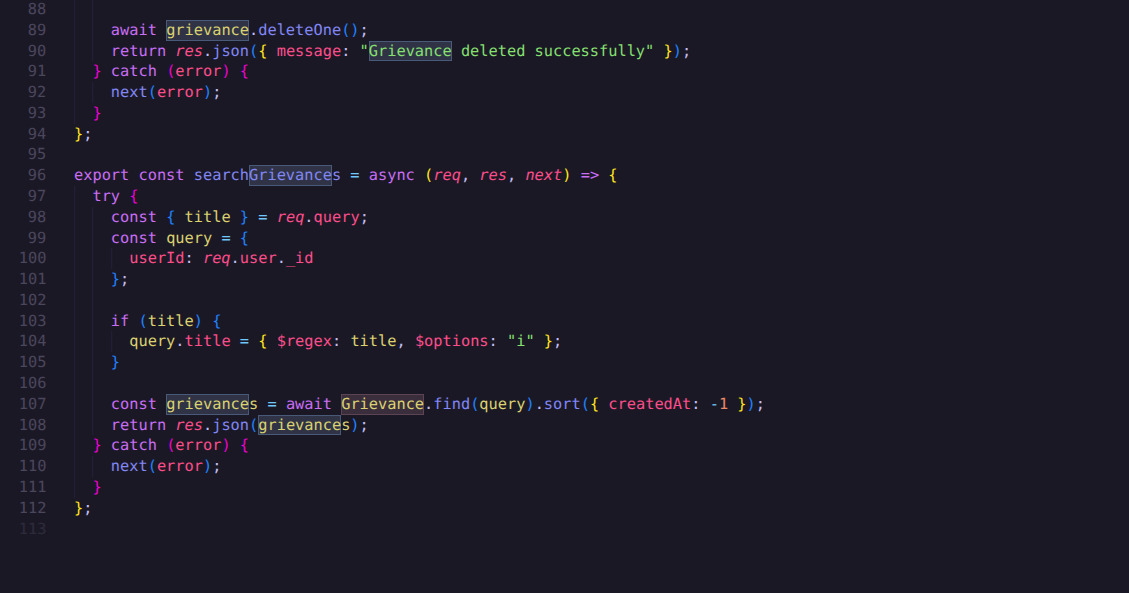 88
89 await grievance.deleteOne();
90 return res.json({ message: "Grievance deleted successfully" });
91 } catch (error) {
92 next(error);
93 }
94 };
95
96 export const searchGrievances = async (req, res, next) => {
97 try {
98 const { title } = req.query;
99 const query = {
100 userId: req.user._id
101 };
102
103 if (title) {
104 query.title = { $regex: title, $options: "i" };
105 }
106
107 const grievances = await Grievance.find(query).sort({ createdAt: -1 });
108 return res.json(grievances);
109 } catch (error) {
110 next(error);
111 }
112 };
113